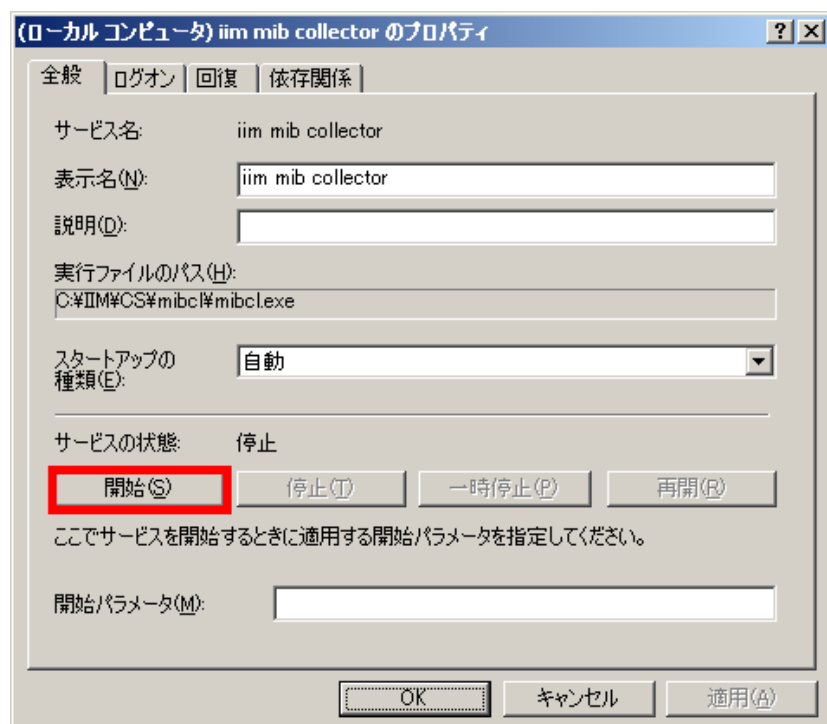 (ローカル コンピュータ) iim mib collector のプロパティ
全般 ログオン 回復 依存関係
サービス名: iim mib collector
表示名(N): iim mib collector
説明(D):
実行ファイルのパス(H):
C:¥IIM¥CS¥mibcl¥mibcl.exe
スタートアップの
種類(E): 自動
サービスの状態: 停止
開始(S) 停止(T) 一時停止(P) 再開(R)
ここでサービスを開始するときに適用する開始パラメータを指定してください。
開始パラメータ(M):
OK キャンセル 適用(A)